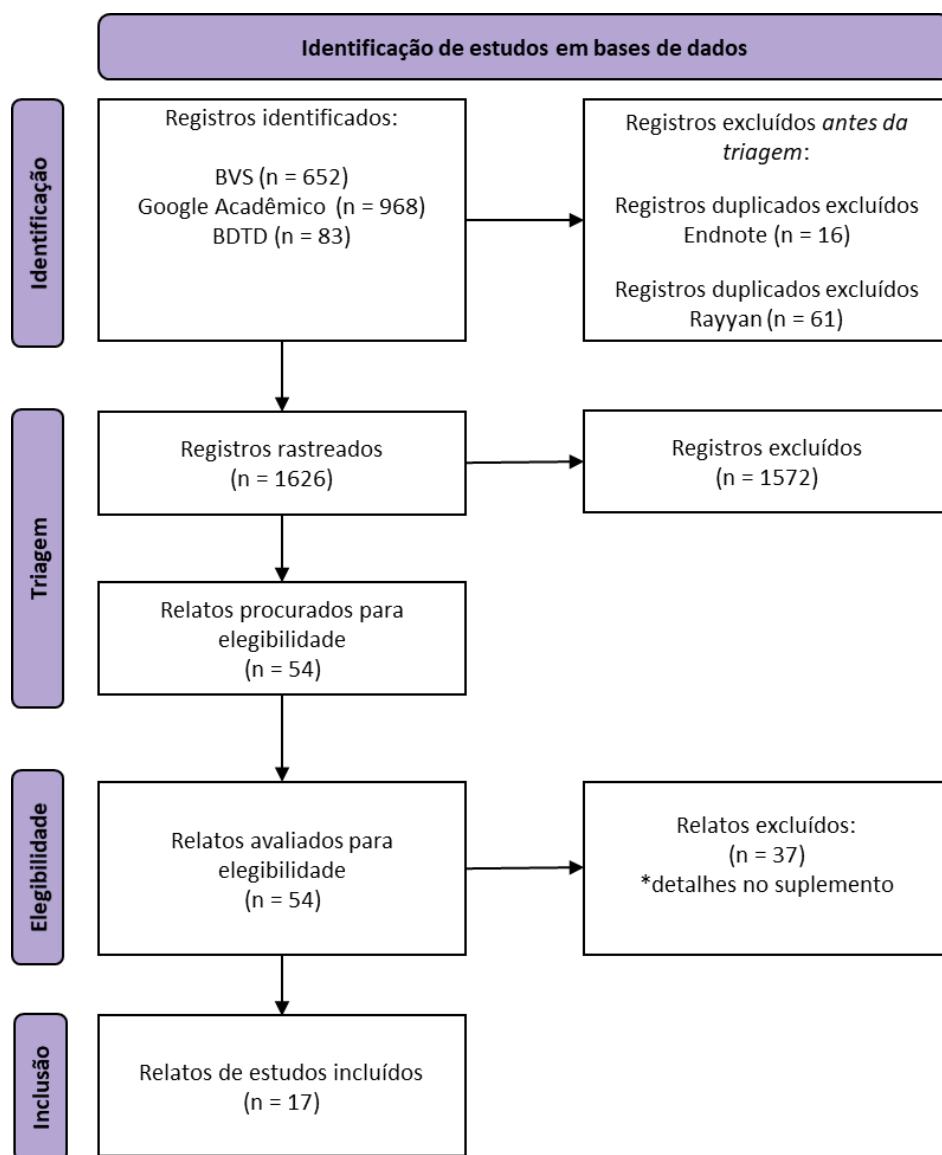 Identificação de estudos em bases de dados
Identificação
Registros identificados:
BVS (n = 652)
Google Acadêmico (n = 968)
BDTD (n = 83)
Registros excluídos antes da
triagem:
Registros duplicados excluídos
Endnote (n = 16)
Registros duplicados excluídos
Rayyan (n = 61)
Triagem
Registros rastreados
(n = 1626)
Registros excluídos
(n = 1572)
Relatos procurados para
elegibilidade
(n = 54)
Elegibilidade
Relatos avaliados para
elegibilidade
(n = 54)
Relatos excluídos:
(n = 37)
*detalhes no suplemento
Inclusão
Relatos de estudos incluídos
(n = 17)